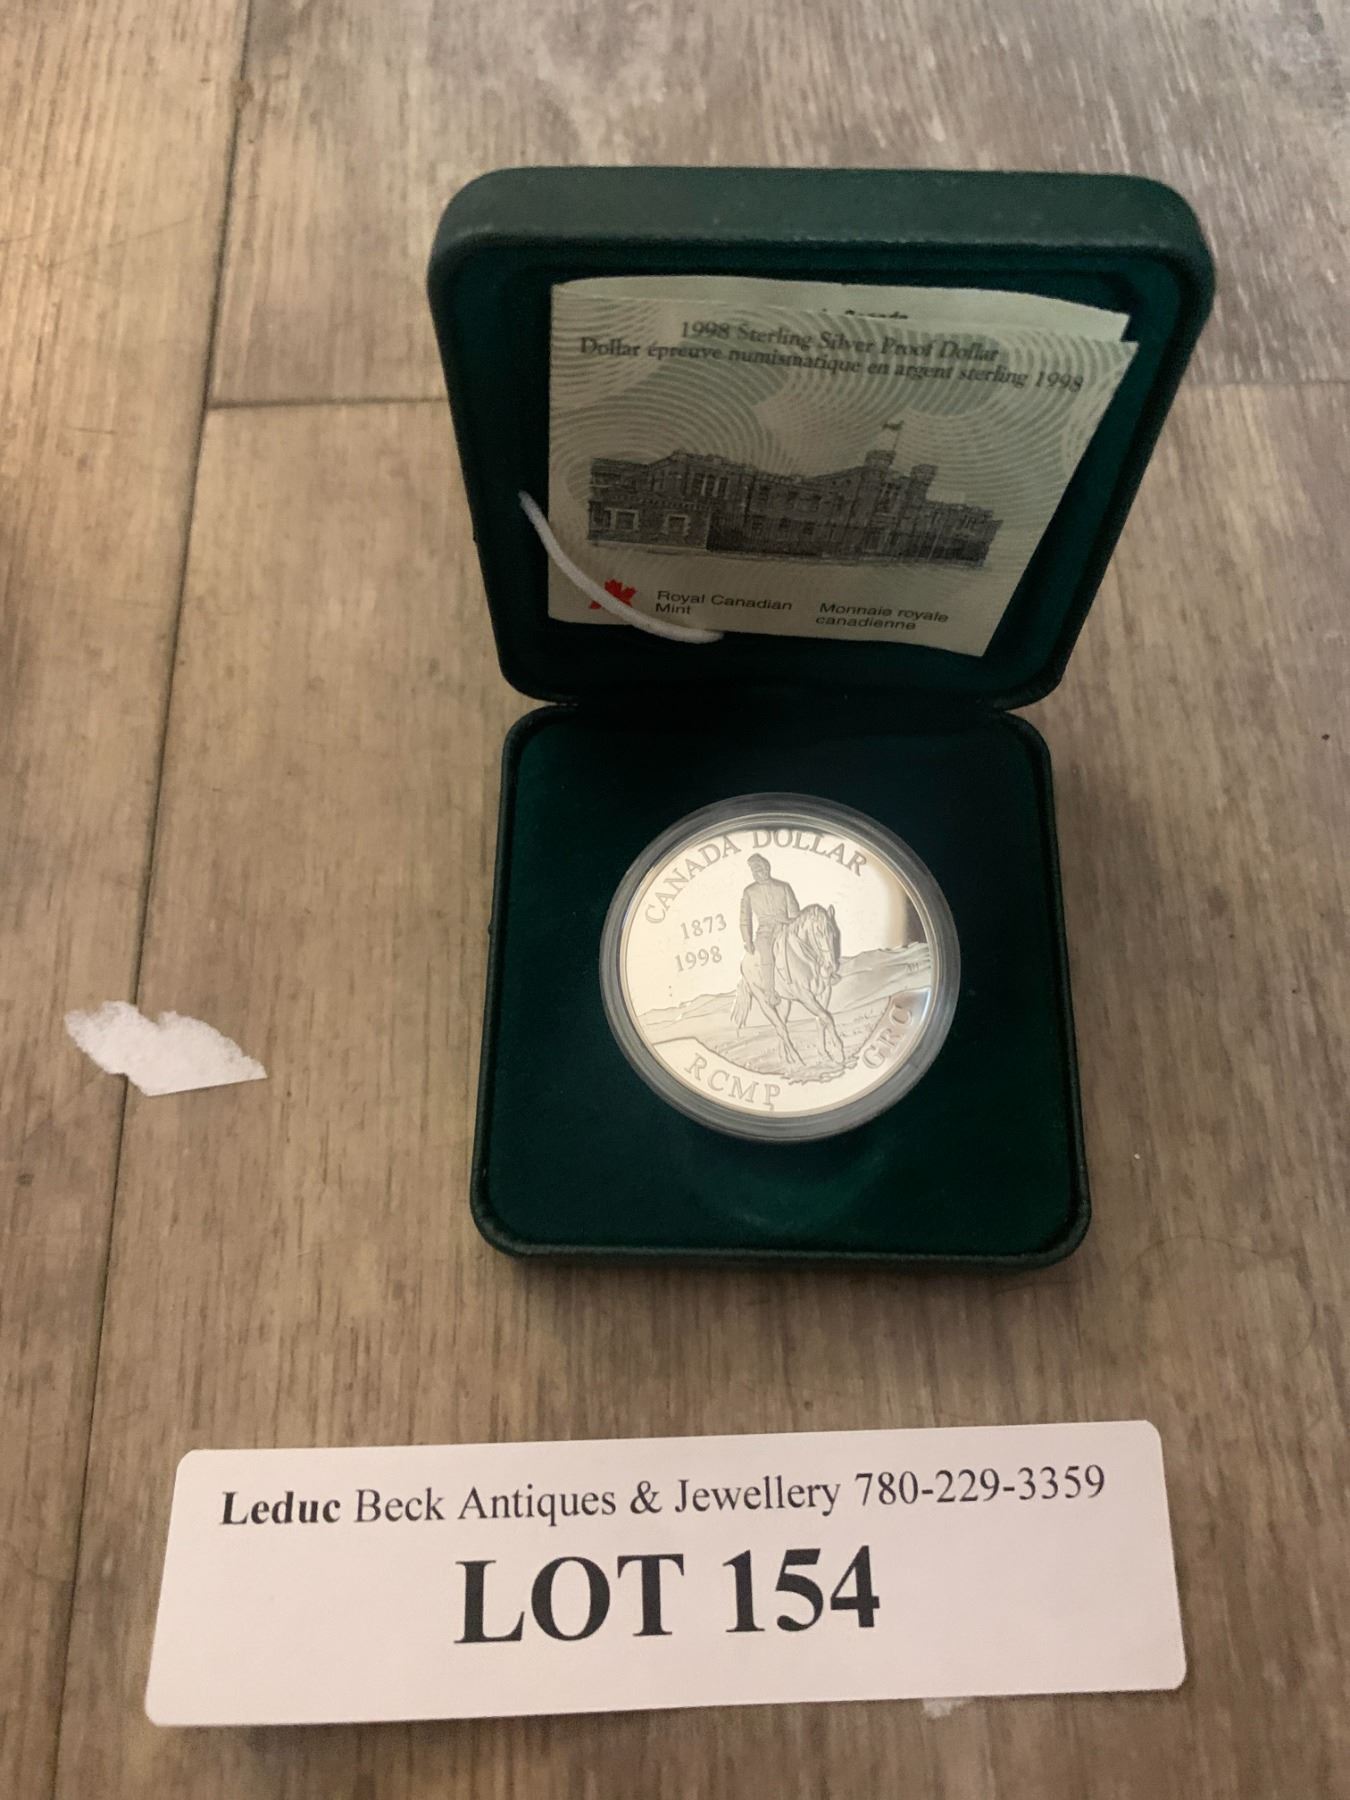 Canada
1998 Sterling Silver Proof Dollar
Dollar épreuve numismatique en argent sterling 1998
Royal Canadian Mint
Monnaie royale canadienne
CANADA DOLLAR
1873
1998
RCMP
GRC
Leduc Beck Antiques & Jewellery 780-229-3359
LOT 154